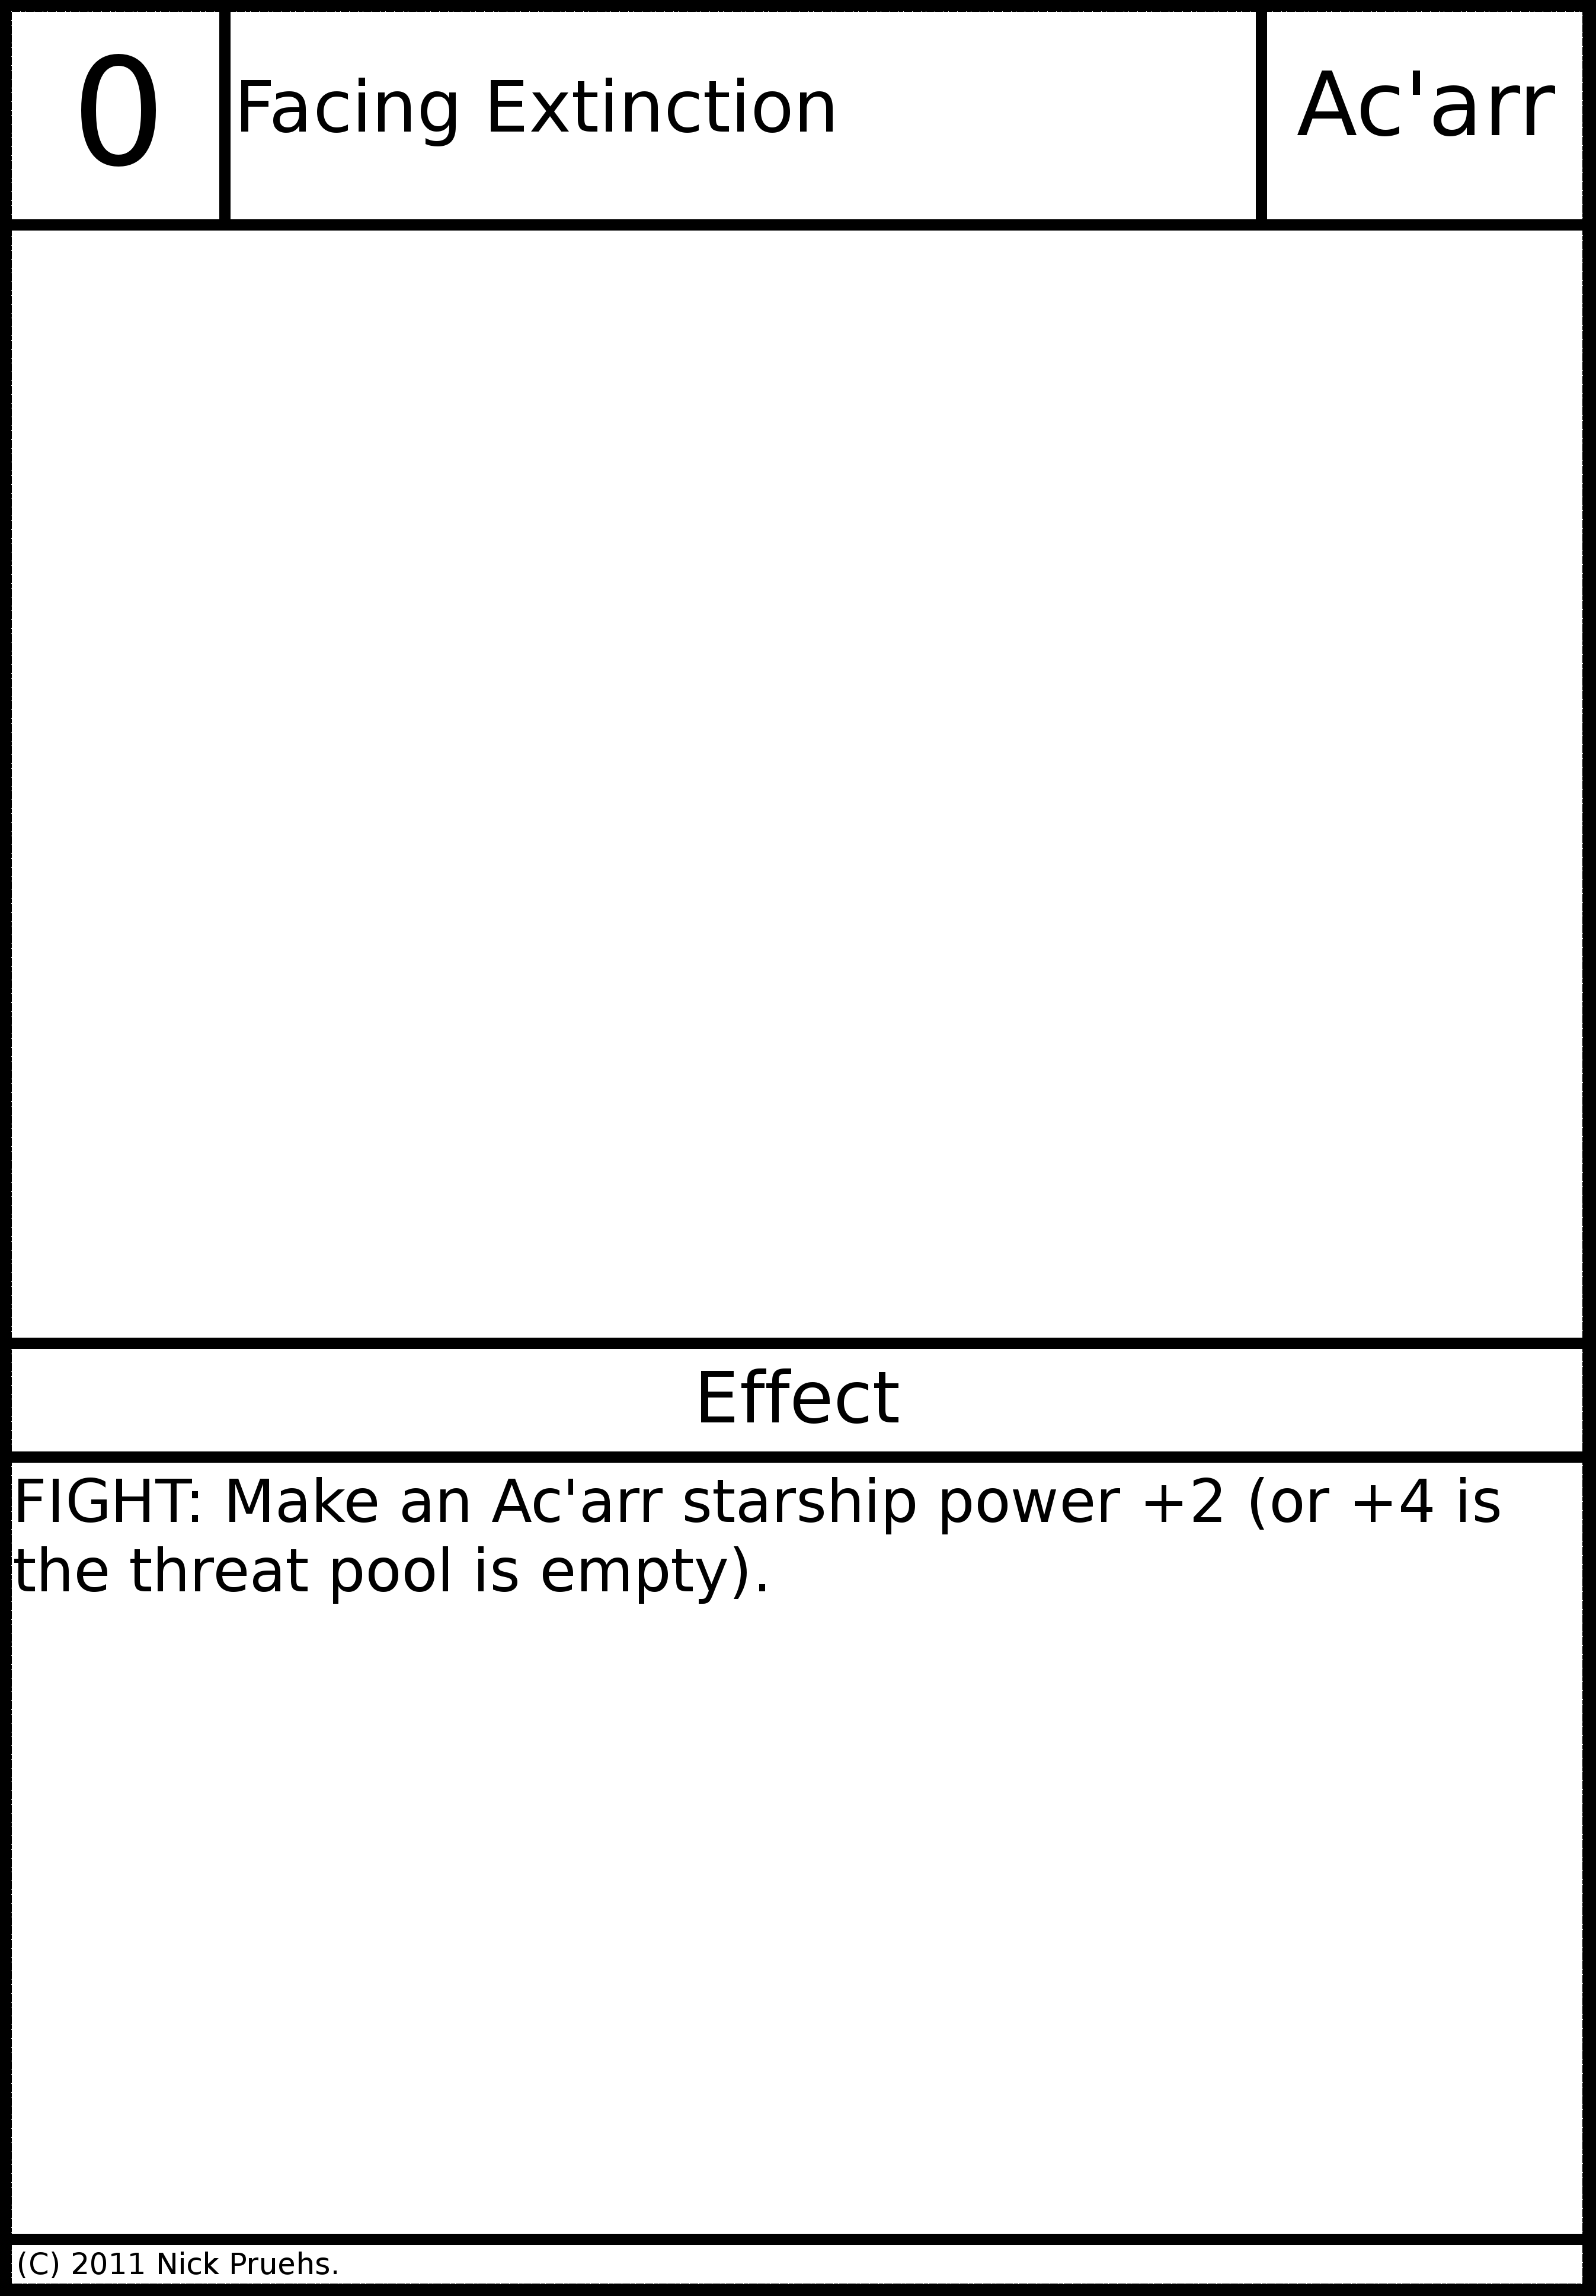 0
Facing Extinction
Ac'arr
Effect
FIGHT: Make an Ac'arr starship power +2 (or +4 is
the threat pool is empty).
(C) 2011 Nick Pruehs.